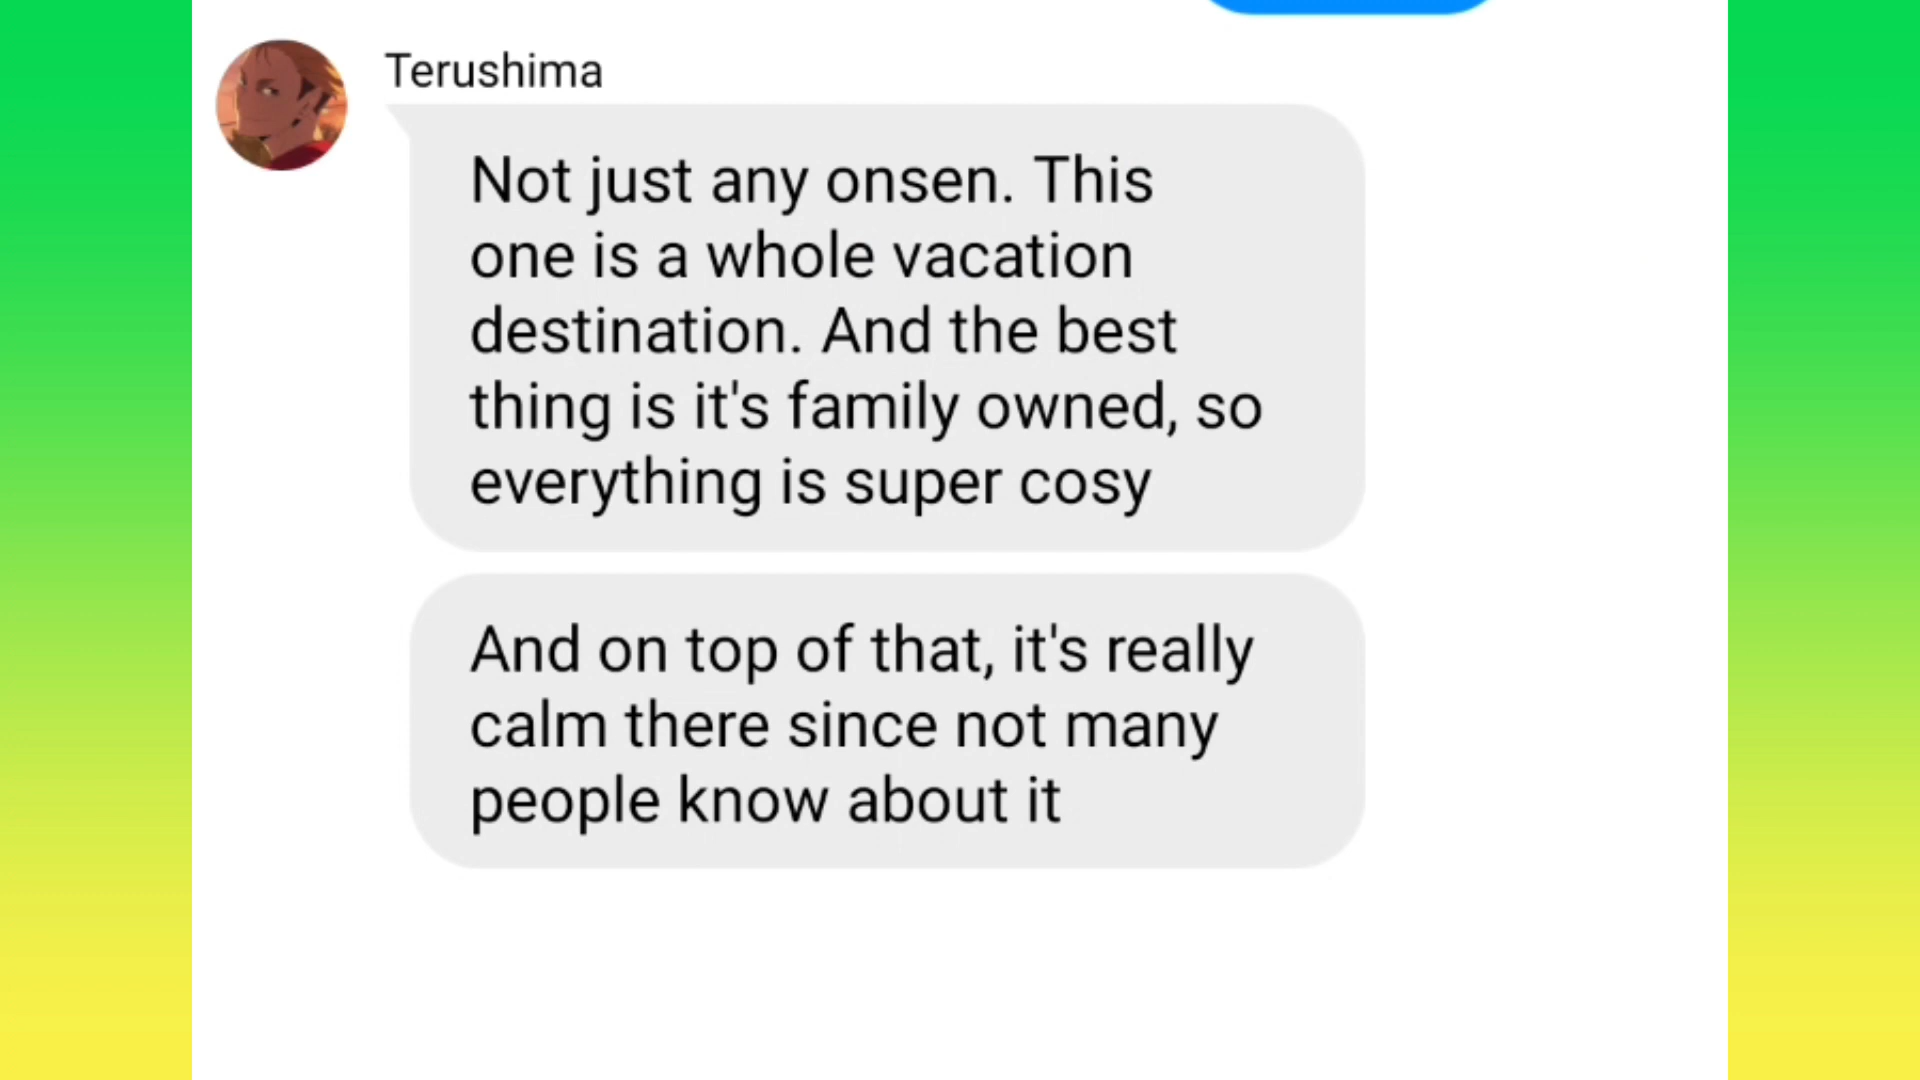 Terushima
Not just any onsen. This
one is a whole vacation
destination. And the best
thing is it's family owned, so
everything is super cosy
And on top of that, it's really
calm there since not many
people know about it